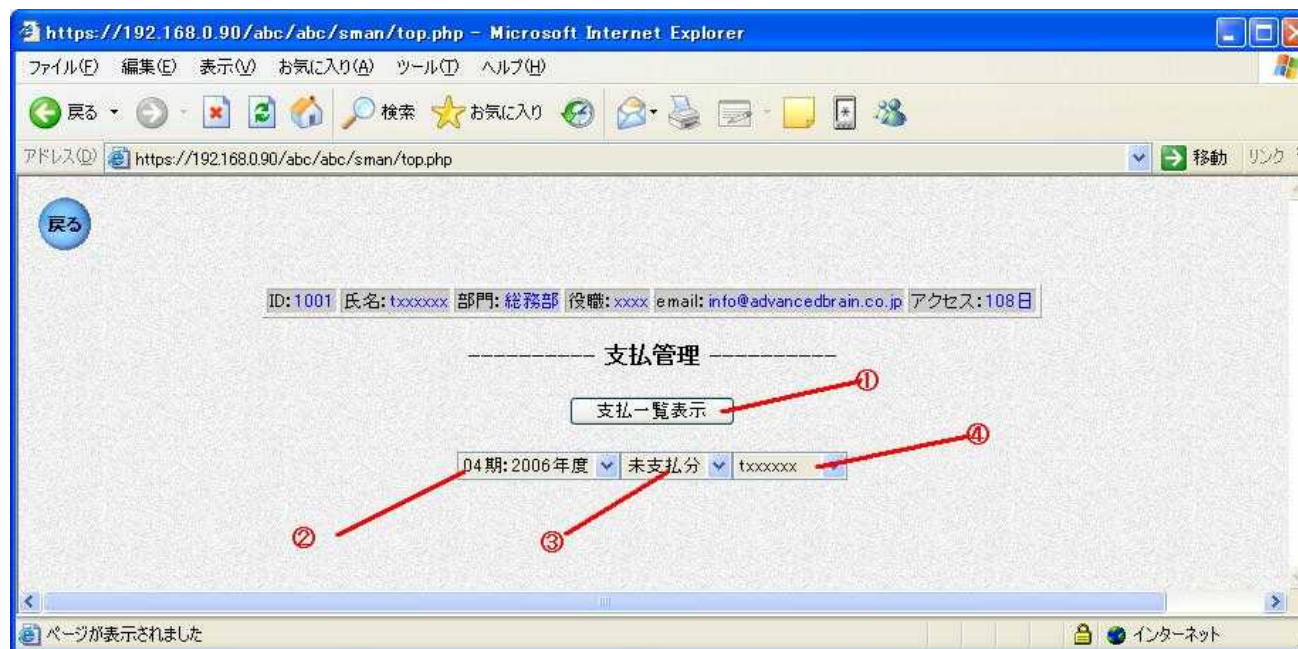 https://192.168.0.90/abc/abc/sman/top.php - Microsoft Internet Explorer
ファイル(F) 編集(E) 表示(V) お気に入り(A) ツール(T) ヘルプ(H)
戻る 検索 お気に入り
アドレス(D) https://192.168.0.90/abc/abc/sman/top.php 移動 リンク
戻る
ID:1001 氏名:txxxxxx 部門:総務部 役職:xxxx email:info@advancedbrain.co.jp アクセス:108日
---------- 支払管理 ----------
①
支払一覧表示
④
04期:2006年度 未支払分 txxxxxx
② ③
ページが表示されました インターネット